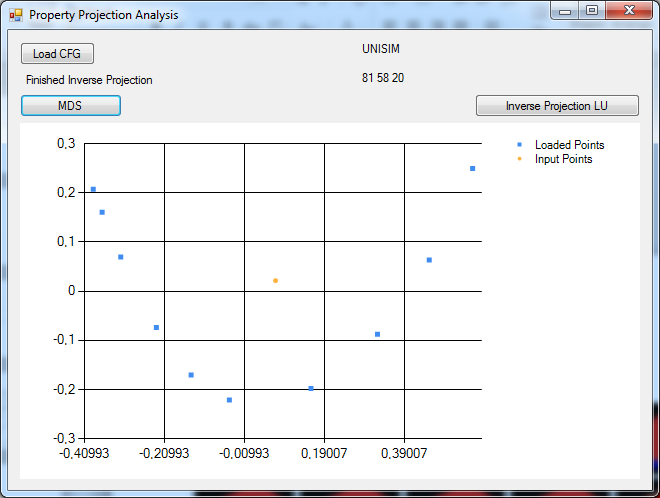 Property Projection Analysis
Load CFG
UNISIM
Finished Inverse Projection
81 58 20
MDS
Inverse Projection LU
0,3
0,2
0,1
0
-0,1
-0,2
-0,3
-0,40993
-0,20993
-0,00993
0,19007
0,39007
Loaded Points
Input Points